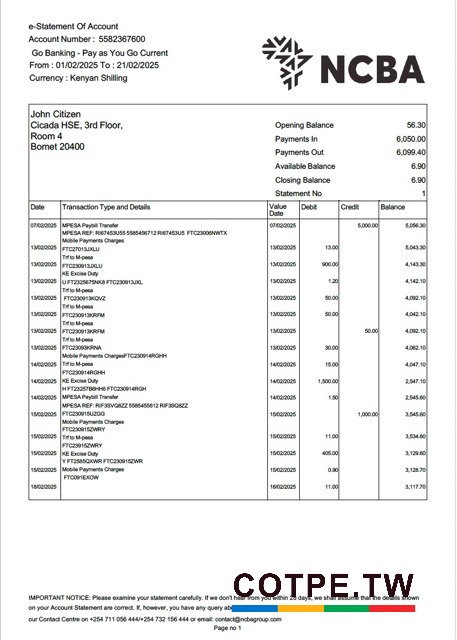 e-Statement Of Account
Account Number : 5582367600
Go Banking - Pay as You Go Current
From : 01/02/2025 To : 21/02/2025
Currency : Kenyan Shilling
NCBA
John Citizen
Cicada HSE, 3rd Floor,
Room 4
Bomet 20400
Opening Balance 56.30
Payments In 6,050.00
Payments Out 6,099.40
Available Balance 6.90
Closing Balance 6.90
Statement No 1
Date Transaction Type and Details Value Date Debit Credit Balance
07/02/2025 MPESA Paybill Transfer 07/02/2025 5,000.00 5,056.30
MPESA REF: RI67453U55 5585456712 RI67453U5 FTC23006NWTX
Mobile Payments Charges
13/02/2025 FTC27013JXLU 13/02/2025 13.00 5,043.30
Trf to M-pesa
13/02/2025 FTC230913JXLU 13/02/2025 900.00 4,143.30
KE Excise Duty
13/02/2025 U FT2325675NK8 FTC230913JXL 13/02/2025 1.20 4,142.10
Trf to M-pesa
13/02/2025 FTC230913KQVZ 13/02/2025 50.00 4,092.10
Trf to M-pesa
13/02/2025 FTC230913KRFM 13/02/2025 50.00 4,042.10
Trf to M-pesa
13/02/2025 FTC230913KRFM 13/02/2025 50.00 4,092.10
Trf to M-pesa
13/02/2025 FTC23093KRNA 13/02/2025 30.00 4,062.10
Mobile Payments ChargesFTC230914RGHH
14/02/2025 Trf to M-pesa 14/02/2025 15.00 4,047.10
FTC230914RGHH
14/02/2025 KE Excise Duty 14/02/2025 1,500.00 2,547.10
H FT23257B6HH6 FTC230914RGH
14/02/2025 MPESA Paybill Transfer 14/02/2025 1.50 2,545.60
MPESA REF: RIF3SVQ8ZZ 5585455612 RIF3SQ8ZZ
15/02/2025 FTC230915UZGG 15/02/2025 1,000.00 3,545.60
Mobile Payments Charges
FTC230915ZWRY
15/02/2025 Trf to M-pesa 15/02/2025 11.00 3,534.60
FTC23915ZWRY
15/02/2025 KE Excise Duty 15/02/2025 405.00 3,129.60
Y FT2585QXWR FTC230915ZWR
15/02/2025 Mobile Payments Charges 15/02/2025 0.90 3,128.70
FTC091EXOW
18/02/2025 18/02/2025 11.00 3,117.70
IMPORTANT NOTICE: Please examine your statement carefully. If we don't hear from you within 28 days, we shall assume that the details shown
on your Account Statement are correct. If, however, you have any query
our Contact Centre on +254 711 056 444/+254 732 156 444 or email: contact@ncbagroup.com
Page no 1
COTPE.TW